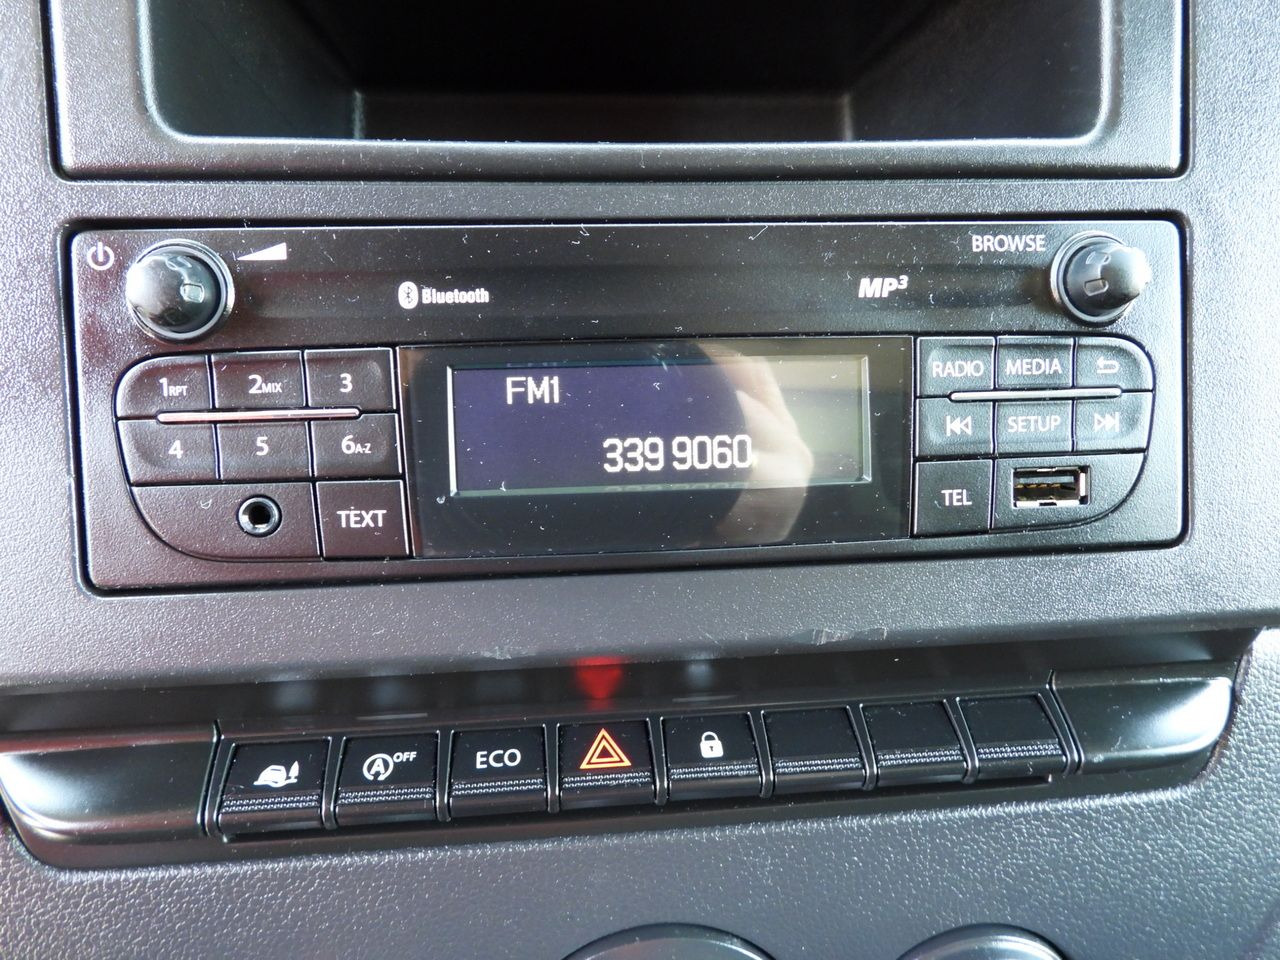 BROWSE
Bluetooth
MP3
1RPT
2MIX
3
RADIO
MEDIA
FM1
4
5
6A-Z
SETUP
339 9060
TEXT
TEL
A OFF
ECO